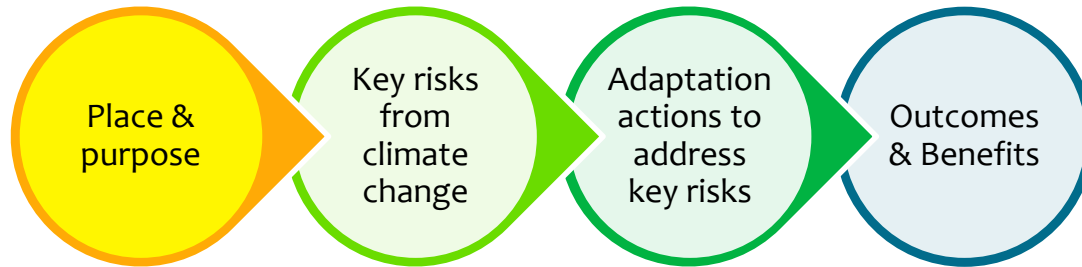 Place &
purpose
Key risks
from
climate
change
Adaptation
actions to
address
key risks
Outcomes
& Benefits